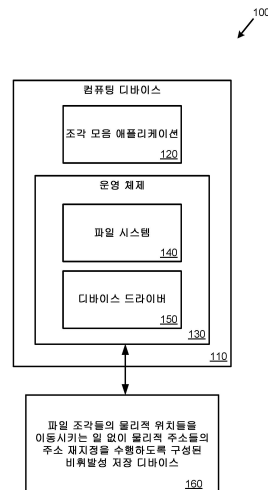 100
컴퓨팅 디바이스
조각 모음 애플리케이션
120
운영 체제
파일 시스템
140
디바이스 드라이버
150
130
110
파일 조각들의 물리적 위치들을
이동시키는 일 없이 물리적 주소들의
주소 재지정을 수행하도록 구성된
비휘발성 저장 디바이스
160